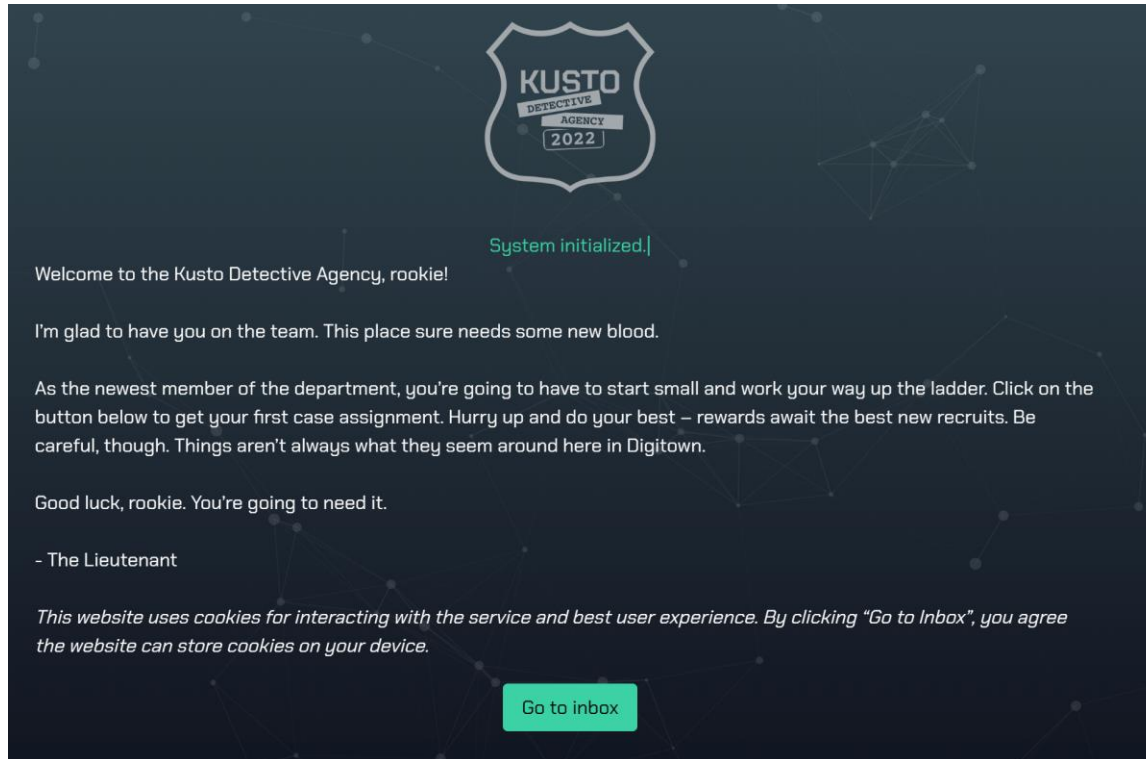 KUSTO
DETECTIVE
AGENCY
2022
System initialized.
Welcome to the Kusto Detective Agency, rookie!
I'm glad to have you on the team. This place sure needs some new blood.
As the newest member of the department, you're going to have to start small and work your way up the ladder. Click on the
button below to get your first case assignment. Hurry up and do your best – rewards await the best new recruits. Be
careful, though. Things aren't always what they seem around here in Digitown.
Good luck, rookie. You're going to need it.
- The Lieutenant
This website uses cookies for interacting with the service and best user experience. By clicking “Go to Inbox”, you agree
the website can store cookies on your device.
Go to inbox